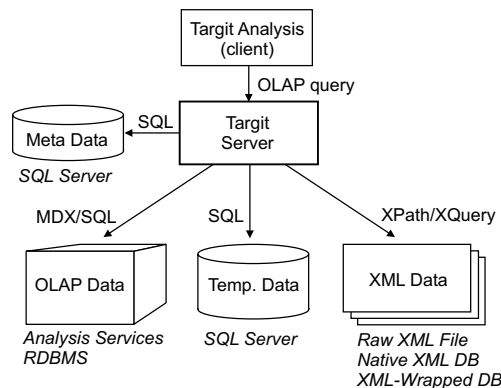 Targit Analysis
(client)
OLAP query
Targit
Server
SQL
Meta Data
SQL Server
MDX/SQL
SQL
XPath/XQuery
OLAP Data
Temp. Data
XML Data
Analysis Services
RDBMS
SQL Server
Raw XML File
Native XML DB
XML-Wrapped DB